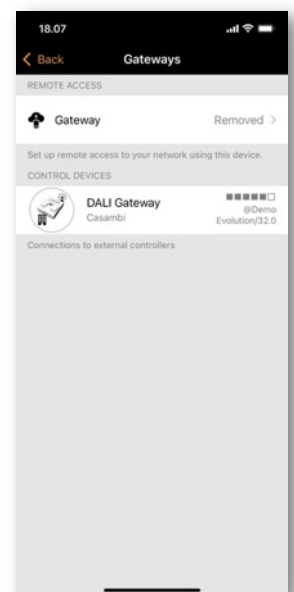 18.07
Back
Gateways
REMOTE ACCESS
Gateway
Removed
Set up remote access to your network using this device.
CONTROL DEVICES
DALI Gateway
Casambi
@Demo
Evolution/32.0
Connections to external controllers